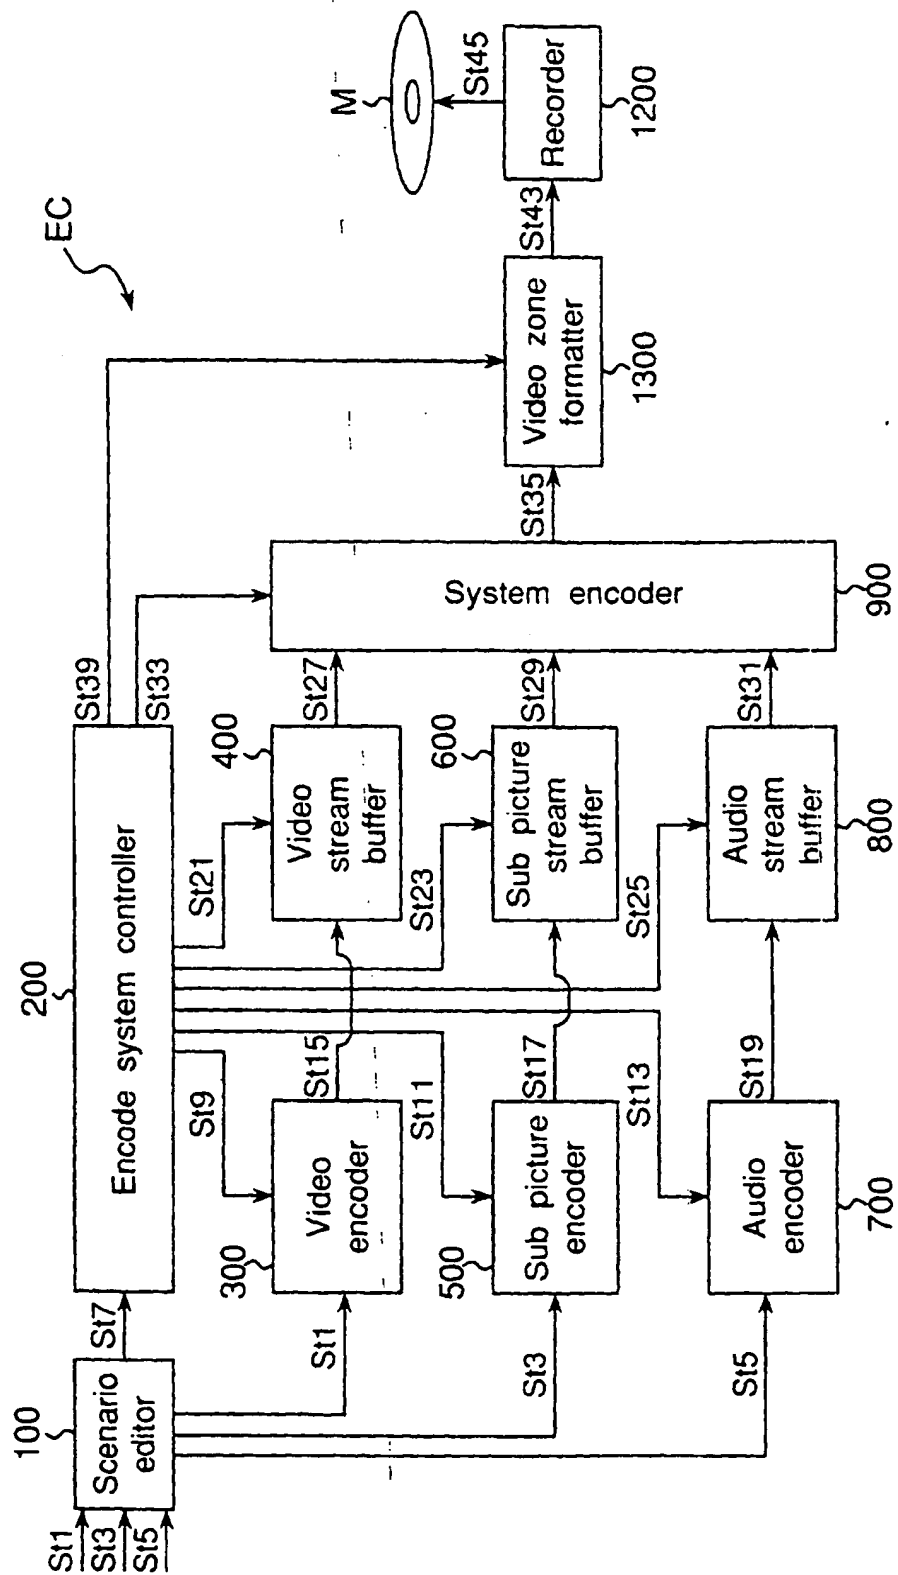 EC
M
St45
Recorder
1200
St43
Video zone
formatter
1300
St35
System encoder
900
St39
St33
200
Encode system controller
St7
100
Scenario
editor
St1
St3
St5
St9
St21
St11
St23
St13
St25
St1
300
Video
encoder
St15
400
Video
stream
buffer
St27
St3
500
Sub picture
encoder
St17
600
Sub picture
stream
buffer
St29
St5
Audio
encoder
700
St19
Audio
stream
buffer
800
St31